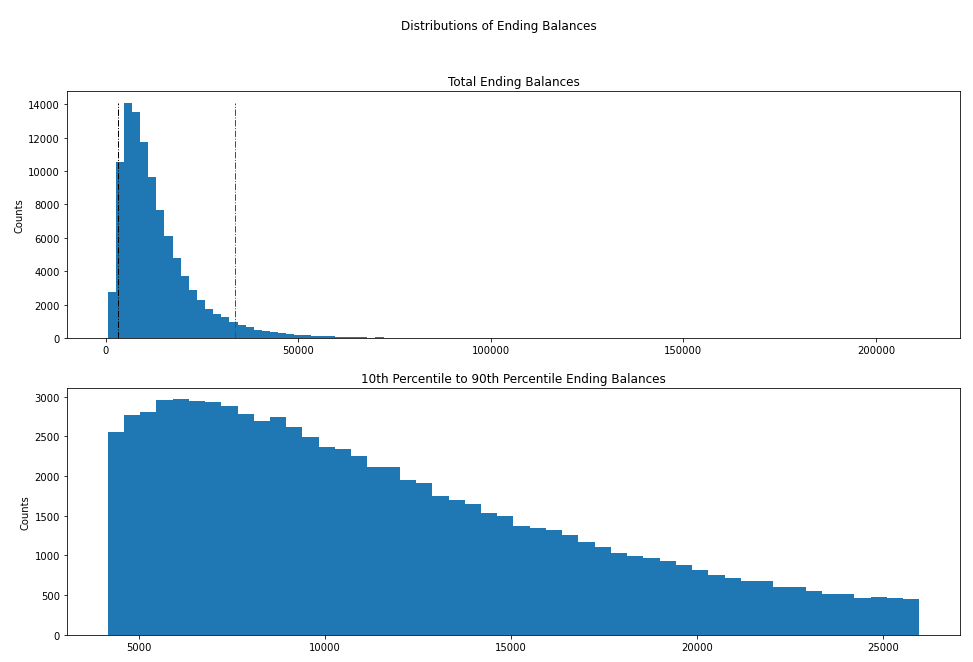 Distributions of Ending Balances
Total Ending Balances
14000
12000
10000
8000
6000
4000
2000
0
Counts
0 50000 100000 150000 200000
10th Percentile to 90th Percentile Ending Balances
3000
2500
2000
1500
1000
500
0
Counts
5000 10000 15000 20000 25000